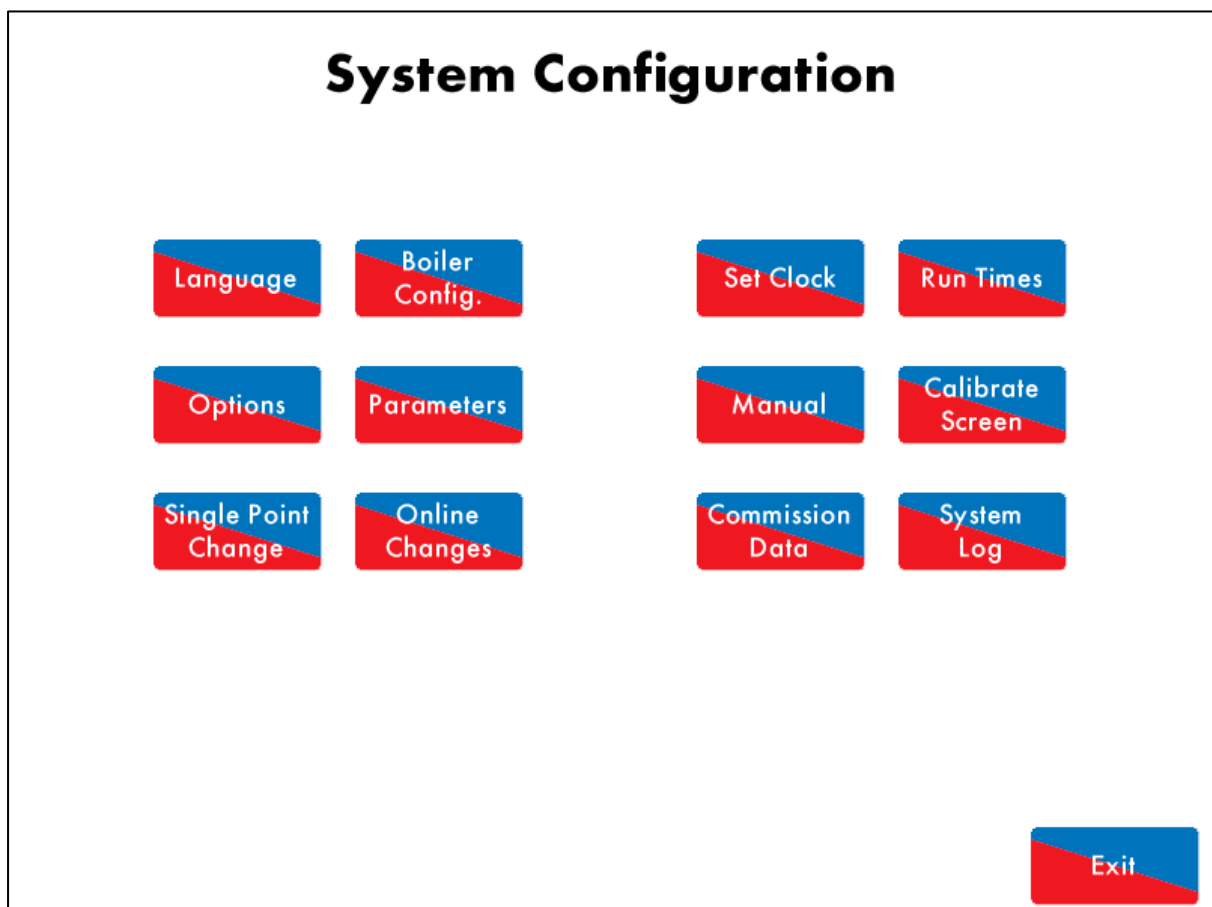 System Configuration
Language
Boiler
Config.
Set Clock
Run Times
Options
Parameters
Manual
Calibrate
Screen
Single Point
Change
Online
Changes
Commission
Data
System
Log
Exit